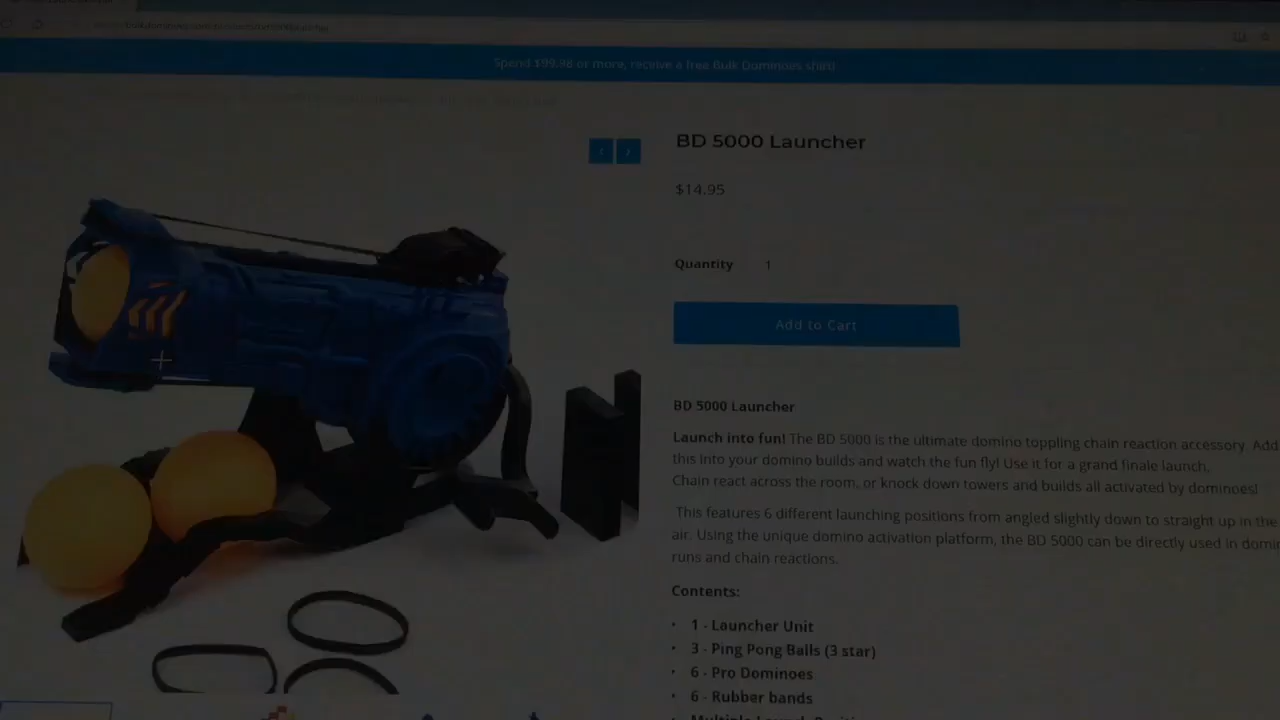 Spend $99.98 or more, receive a free Bulk Dominoes shirt!
BD 5000 Launcher
$14.95
Quantity 1
Add to Cart
BD 5000 Launcher
Launch into fun! The BD 5000 is the ultimate domino toppling chain reaction accessory. Add
this into your domino builds and watch the fun fly! Use it for a grand finale launch.
Chain react across the room, or knock down towers and builds all activated by dominoes!
This features 6 different launching positions from angled slightly down to straight up in the
air. Using the unique domino activation platform, the BD 5000 can be directly used in domi
runs and chain reactions.
Contents:
• 1 - Launcher Unit
• 3 - Ping Pong Balls (3 star)
• 6 - Pro Dominoes
• 6 - Rubber bands